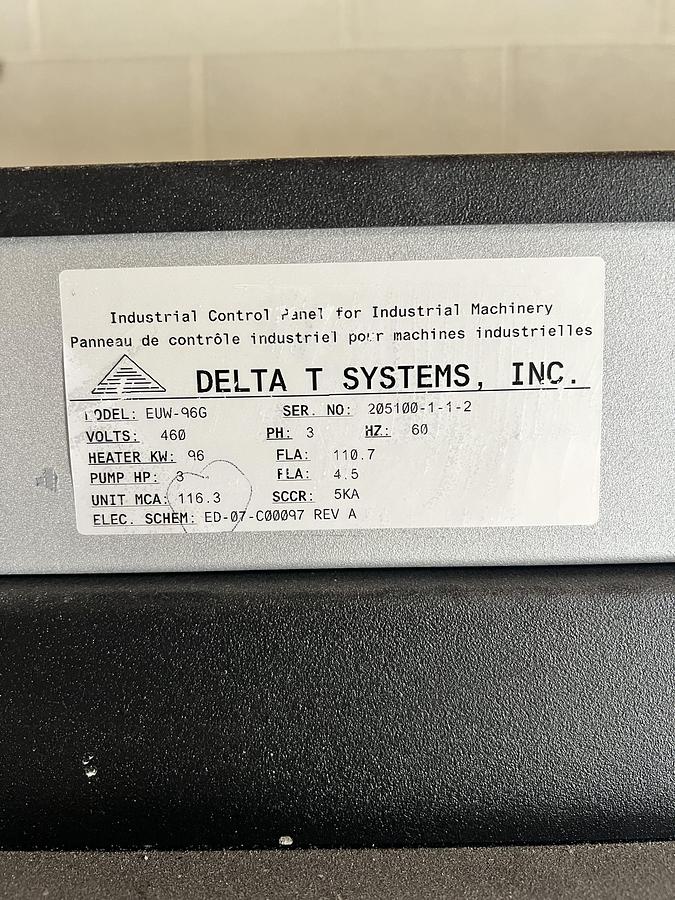 Industrial Control Panel for Industrial Machinery
Panneau de contrôle industriel pour machines industrielles
DELTA T SYSTEMS, INC.
MODEL: EUW-96G SER. NO: 205100-1-1-2
VOLTS: 460 PH: 3 HZ: 60
HEATER KW: 96 FLA: 110.7
PUMP HP: 3 FLA: 4.5
UNIT MCA: 116.3 SCCR: 5KA
ELEC. SCHEM: ED-07-C00097 REV A